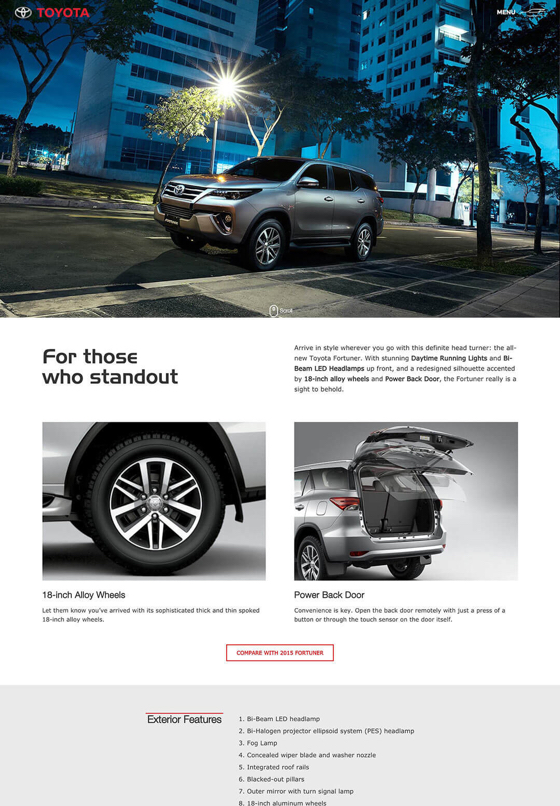 TOYOTA
MENU
Scroll
For those
who standout
Arrive in style wherever you go with this definite head turner: the all-
new Toyota Fortuner. With stunning Daytime Running Lights and Bi-
Beam LED Headlamps up front, and a redesigned silhouette accented
by 18-inch alloy wheels and Power Back Door, the Fortuner really is a
sight to behold.
18-inch Alloy Wheels
Let them know you've arrived with its sophisticated thick and thin spoked
18-inch alloy wheels.
Power Back Door
Convenience is key. Open the back door remotely with just a press of a
button or through the touch sensor on the door itself.
COMPARE WITH 2015 FORTUNER
Exterior Features
1. Bi-Beam LED headlamp
2. Bi-Halogen projector ellipsoid system (PES) headlamp
3. Fog Lamp
4. Concealed wiper blade and washer nozzle
5. Integrated roof rails
6. Blacked-out pillars
7. Outer mirror with turn signal lamp
8. 18-inch aluminum wheels